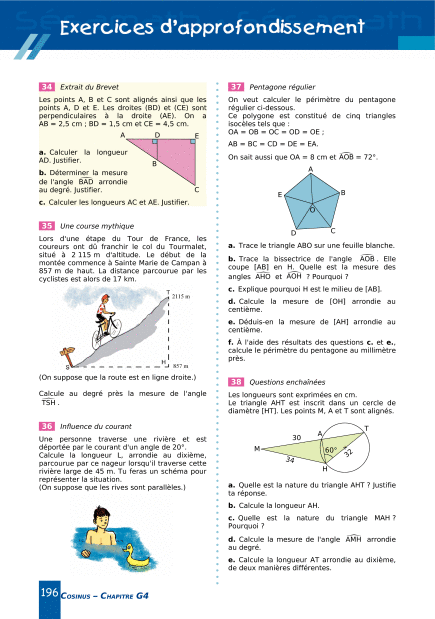 Exercices d'approfondissement
34 Extrait du Brevet
Les points A, B et C sont alignés ainsi que les
points A, D et E. Les droites (BD) et (CE) sont
perpendiculaires à la droite (AE). On a
AB = 2,5 cm ; BD = 1,5 cm et CE = 4,5 cm.
A D E
B
C
a. Calculer la longueur
AD. Justifier.
b. Déterminer la mesure
de l'angle BAD arrondie
au degré. Justifier.
c. Calculer les longueurs AC et AE. Justifier.
35 Une course mythique
Lors d'une étape du Tour de France, les
coureurs ont dû franchir le col du Tourmalet,
situé à 2 115 m d'altitude. Le début de la
montée commence à Sainte Marie de Campan à
857 m de haut. La distance parcourue par les
cyclistes est alors de 17 km.
T
2115 m
S
H
857 m
(On suppose que la route est en ligne droite.)
Calcule au degré près la mesure de l'angle
TSH .
36 Influence du courant
Une personne traverse une rivière et est
déportée par le courant d'un angle de 20°.
Calcule la longueur L, arrondie au dixième,
parcourue par ce nageur lorsqu'il traverse cette
rivière large de 45 m. Tu feras un schéma pour
représenter la situation.
(On suppose que les rives sont parallèles.)
37 Pentagone régulier
On veut calculer le périmètre du pentagone
régulier ci-dessous.
Ce polygone est constitué de cinq triangles
isocèles tels que :
OA = OB = OC = OD = OE ;
AB = BC = CD = DE = EA.
On sait aussi que OA = 8 cm et AOB = 72°.
A
E B
O
D C
a. Trace le triangle ABO sur une feuille blanche.
b. Trace la bissectrice de l'angle AOB . Elle
coupe [AB] en H. Quelle est la mesure des
angles AHO et AOH ? Pourquoi ?
c. Explique pourquoi H est le milieu de [AB].
d. Calcule la mesure de [OH] arrondie au
centième.
e. Déduis-en la mesure de [AH] arrondie au
centième.
f. À l'aide des résultats des questions c. et e.,
calcule le périmètre du pentagone au millimètre
près.
38 Questions enchaînées
Les longueurs sont exprimées en cm.
Le triangle AHT est inscrit dans un cercle de
diamètre [HT]. Les points M, A et T sont alignés.
T
A
30
M
60°
32
34
H
a. Quelle est la nature du triangle AHT ? Justifie
ta réponse.
b. Calcule la longueur AH.
c. Quelle est la nature du triangle MAH ?
Pourquoi ?
d. Calcule la mesure de l'angle AMH arrondie
au degré.
e. Calcule la longueur AT arrondie au dixième,
de deux manières différentes.
196 COSINUS – CHAPITRE G4